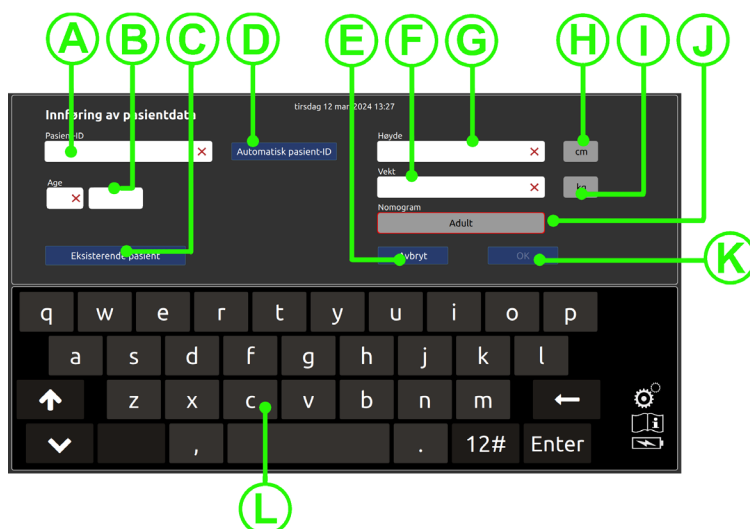 A B C D E F G H I J
tirsdag 12 mar 2024 13:27
Innføring av pasientdata
Pasient-ID
Høyde
Automatisk pasient-ID
cm
Vekt
Age
kg
Nomogram
Adult
Eksisterende pasient
Avbryt
OK
K
q w e r t y u i o p
a s d f g h j k l
z x c v b n m
, . 12# Enter
L